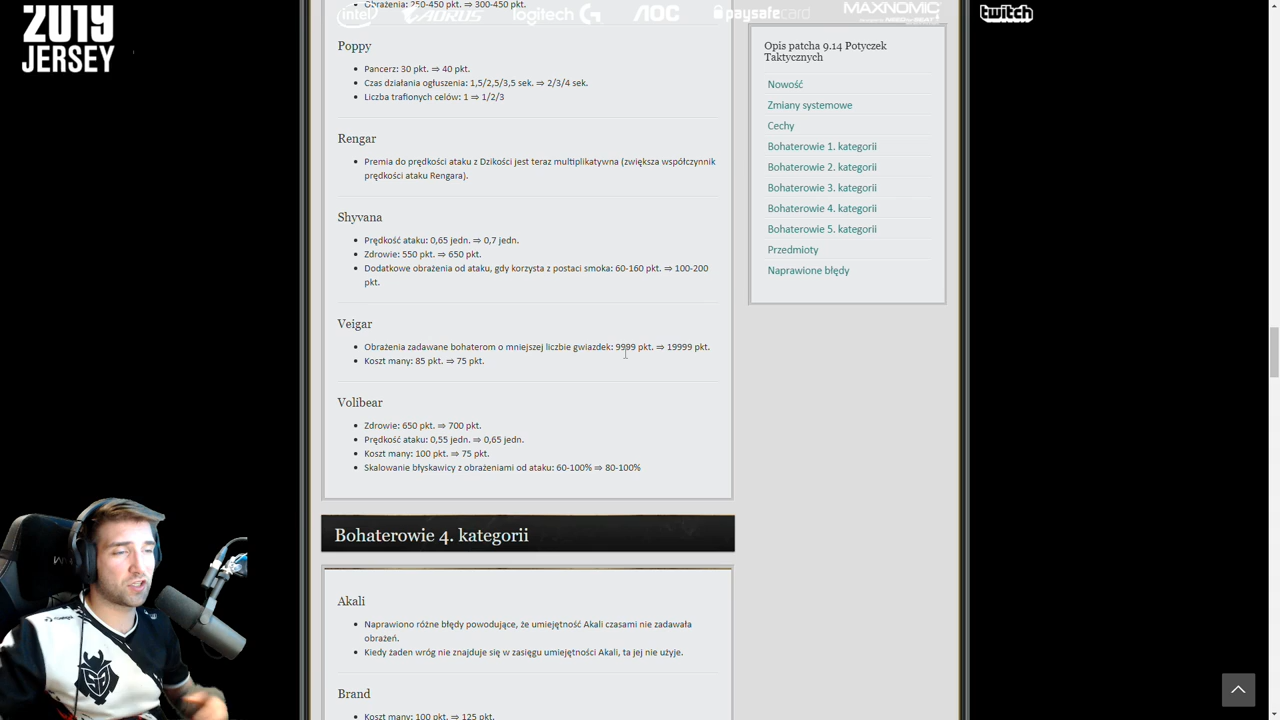 2019
JERSEY
intel
AORUS
logitech G
AOC
paysafecard
MAXNOMIC
twitch
Obrażenia: 250-450 pkt. ⇒ 300-450 pkt.
Poppy
Pancerz: 30 pkt. ⇒ 40 pkt.
Czas działania ogłuszenia: 1,5/2,5/3,5 sek. ⇒ 2/3/4 sek.
Liczba trafionych celów: 1 ⇒ 1/2/3
Rengar
Premia do prędkości ataku z Dzikości jest teraz multiplikatywna (zwiększa współczynnik
prędkości ataku Rengara).
Shyvana
Prędkość ataku: 0,65 jedn. ⇒ 0,7 jedn.
Zdrowie: 550 pkt. ⇒ 650 pkt.
Dodatkowe obrażenia od ataku, gdy korzysta z postaci smoka: 60-160 pkt. ⇒ 100-200
pkt.
Veigar
Obrażenia zadawane bohaterom o mniejszej liczbie gwiazdek: 9999 pkt. ⇒ 19999 pkt.
Koszt many: 85 pkt. ⇒ 75 pkt.
Volibear
Zdrowie: 650 pkt. ⇒ 700 pkt.
Prędkość ataku: 0,55 jedn. ⇒ 0,65 jedn.
Koszt many: 100 pkt. ⇒ 75 pkt.
Skalowanie błyskawicy z obrażeniami od ataku: 60-100% ⇒ 80-100%
Bohaterowie 4. kategorii
Akali
Naprawiono różne błędy powodujące, że umiejętność Akali czasami nie zadawała
obrażeń.
Kiedy żaden wróg nie znajduje się w zasięgu umiejętności Akali, ta jej nie użyje.
Brand
Koszt many: 100 pkt. ⇒ 125 pkt.
Opis patcha 9.14 Potyczek
Taktycznych
Nowość
Zmiany systemowe
Cechy
Bohaterowie 1. kategorii
Bohaterowie 2. kategorii
Bohaterowie 3. kategorii
Bohaterowie 4. kategorii
Bohaterowie 5. kategorii
Przedmioty
Naprawione błędy